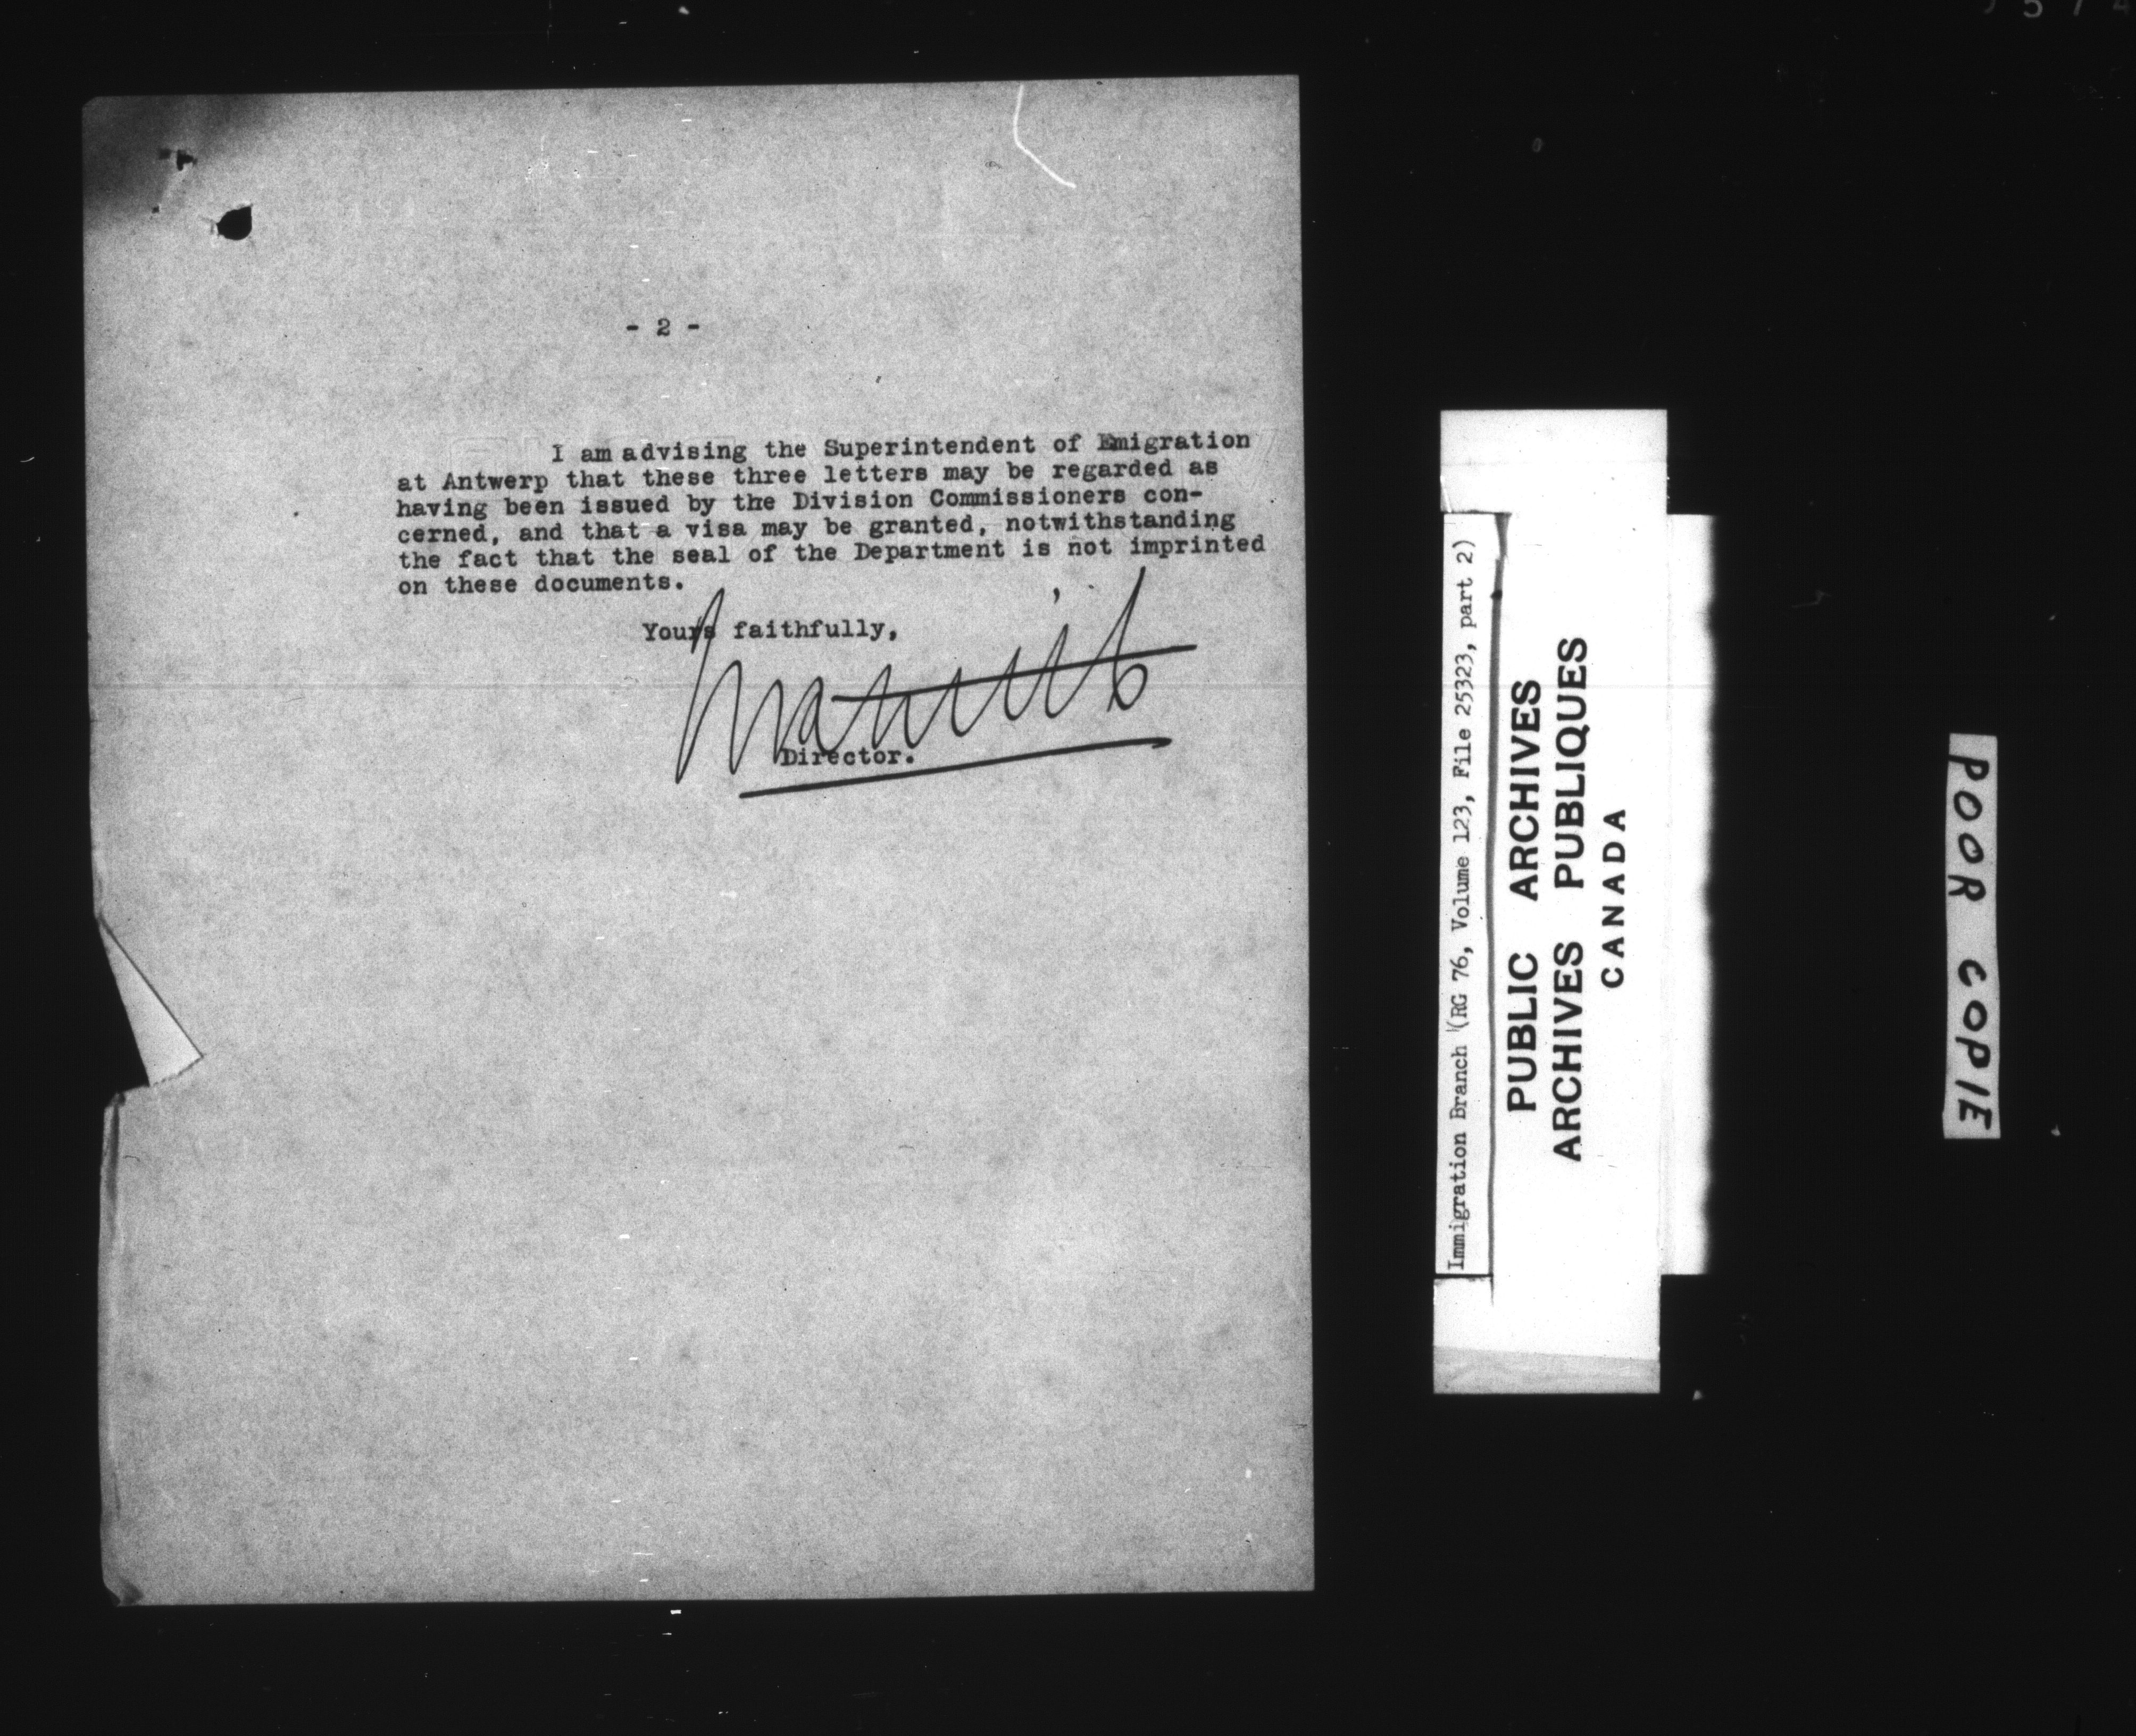 - 2 -
I am advising the Superintendent of Emigration
at Antwerp that these three letters may be regarded as
having been issued by the Division Commissioners con-
cerned, and that a visa may be granted, notwithstanding
the fact that the seal of the Department is not imprinted
on these documents.
Yours faithfully,
Director.
Immigration Branch (RG 76, Volume 123, File 25323, part 2)
PUBLIC ARCHIVES
ARCHIVES PUBLIQUES
CANADA
POOR COPIE